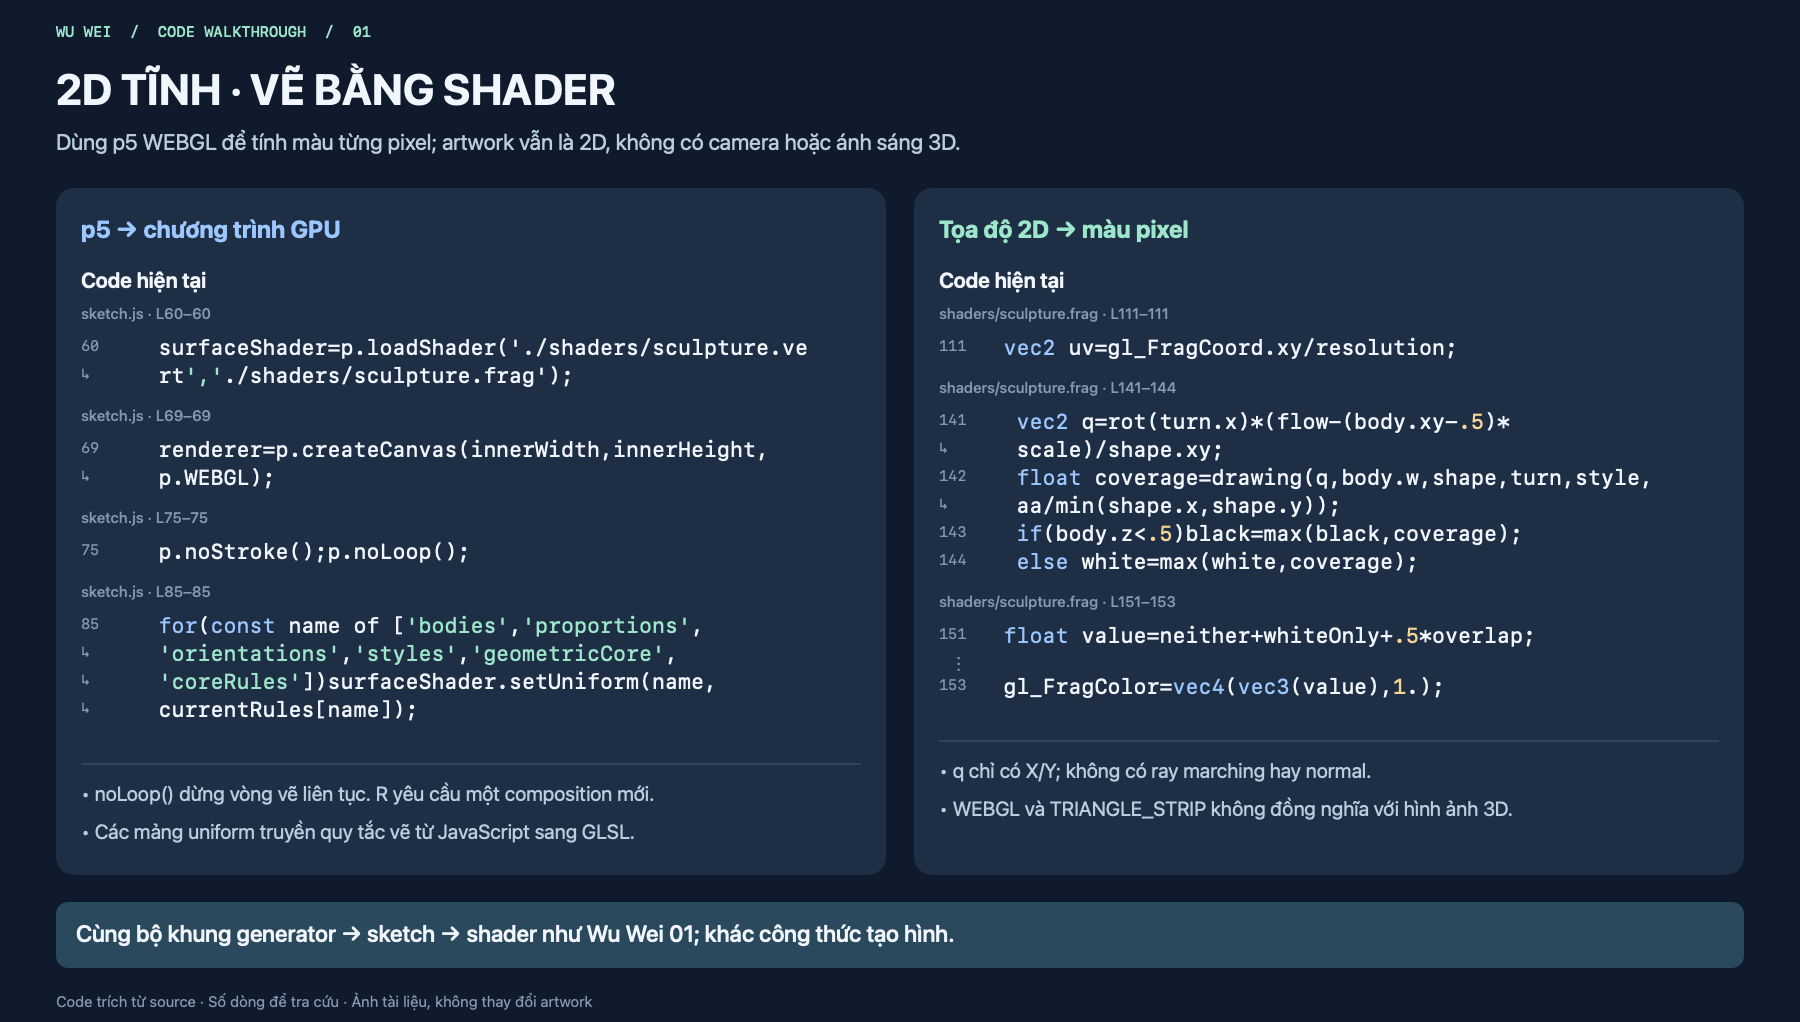 WU WEI / CODE WALKTHROUGH / 01
2D TĨNH · VẼ BẰNG SHADER
Dùng p5 WEBGL để tính màu từng pixel; artwork vẫn là 2D, không có camera hoặc ánh sáng 3D.
p5 → chương trình GPU
Code hiện tại
sketch.js · L60–60
60 surfaceShader=p.loadShader('./shaders/sculpture.ve
↳ rt','./shaders/sculpture.frag');
sketch.js · L69–69
69 renderer=p.createCanvas(innerWidth,innerHeight,
↳ p.WEBGL);
sketch.js · L75–75
75 p.noStroke();p.noLoop();
sketch.js · L85–85
85 for(const name of ['bodies','proportions',
↳ 'orientations','styles','geometricCore',
↳ 'coreRules'])surfaceShader.setUniform(name,
↳ currentRules[name]);
• noLoop() dừng vòng vẽ liên tục. R yêu cầu một composition mới.
• Các mảng uniform truyền quy tắc vẽ từ JavaScript sang GLSL.
Tọa độ 2D → màu pixel
Code hiện tại
shaders/sculpture.frag · L111–111
111 vec2 uv=gl_FragCoord.xy/resolution;
shaders/sculpture.frag · L141–144
141 vec2 q=rot(turn.x)*(flow-(body.xy-.5)*
↳ scale)/shape.xy;
142 float coverage=drawing(q,body.w,shape,turn,style,
↳ aa/min(shape.x,shape.y));
143 if(body.z<.5)black=max(black,coverage);
144 else white=max(white,coverage);
shaders/sculpture.frag · L151–153
151 float value=neither+whiteOnly+.5*overlap;
⋮
153 gl_FragColor=vec4(vec3(value),1.);
• q chỉ có X/Y; không có ray marching hay normal.
• WEBGL và TRIANGLE_STRIP không đồng nghĩa với hình ảnh 3D.
Cùng bộ khung generator → sketch → shader như Wu Wei 01; khác công thức tạo hình.
Code trích từ source · Số dòng để tra cứu · Ảnh tài liệu, không thay đổi artwork